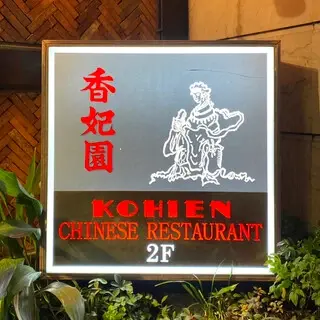 香妃園
KOHIEN
CHINESE RESTAURANT
2F